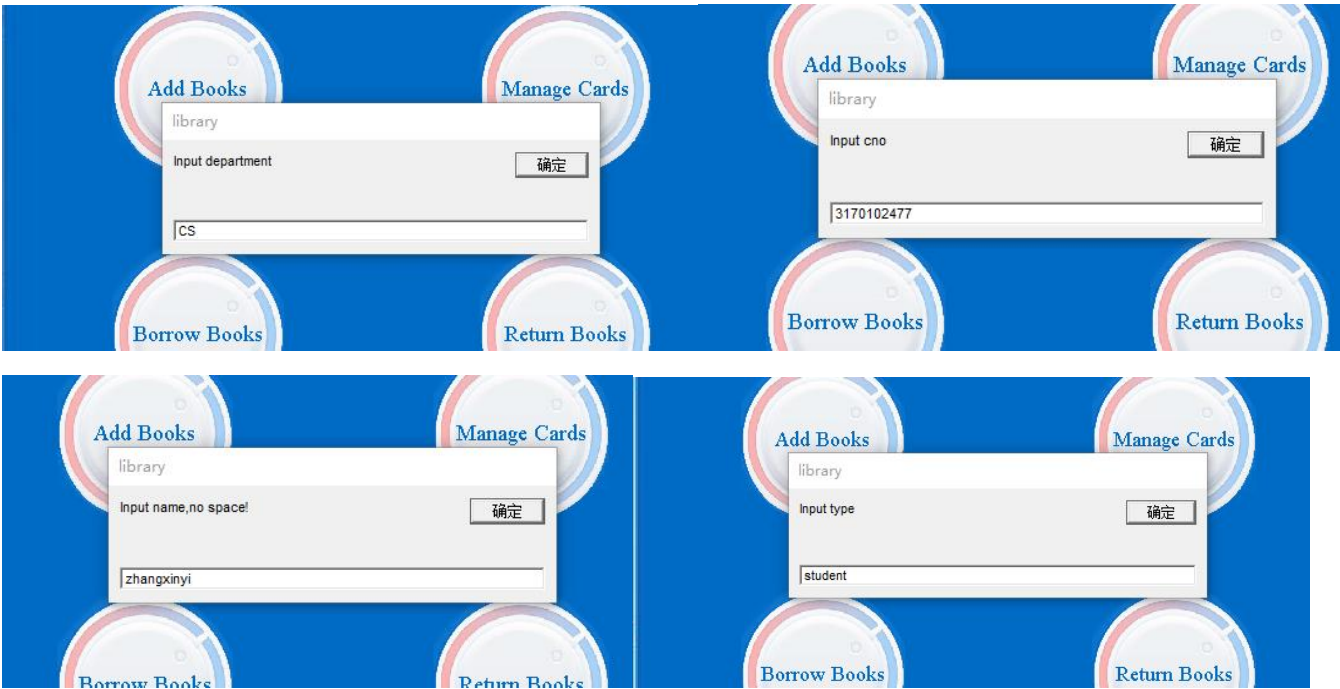 Add Books
Manage Cards
library
Input department
确定
CS
Borrow Books
Return Books
Add Books
Manage Cards
library
Input cno
确定
3170102477
Borrow Books
Return Books
Add Books
Manage Cards
library
Input name,no space!
确定
zhangxinyi
Borrow Books
Return Books
Add Books
Manage Cards
library
Input type
确定
student
Borrow Books
Return Books